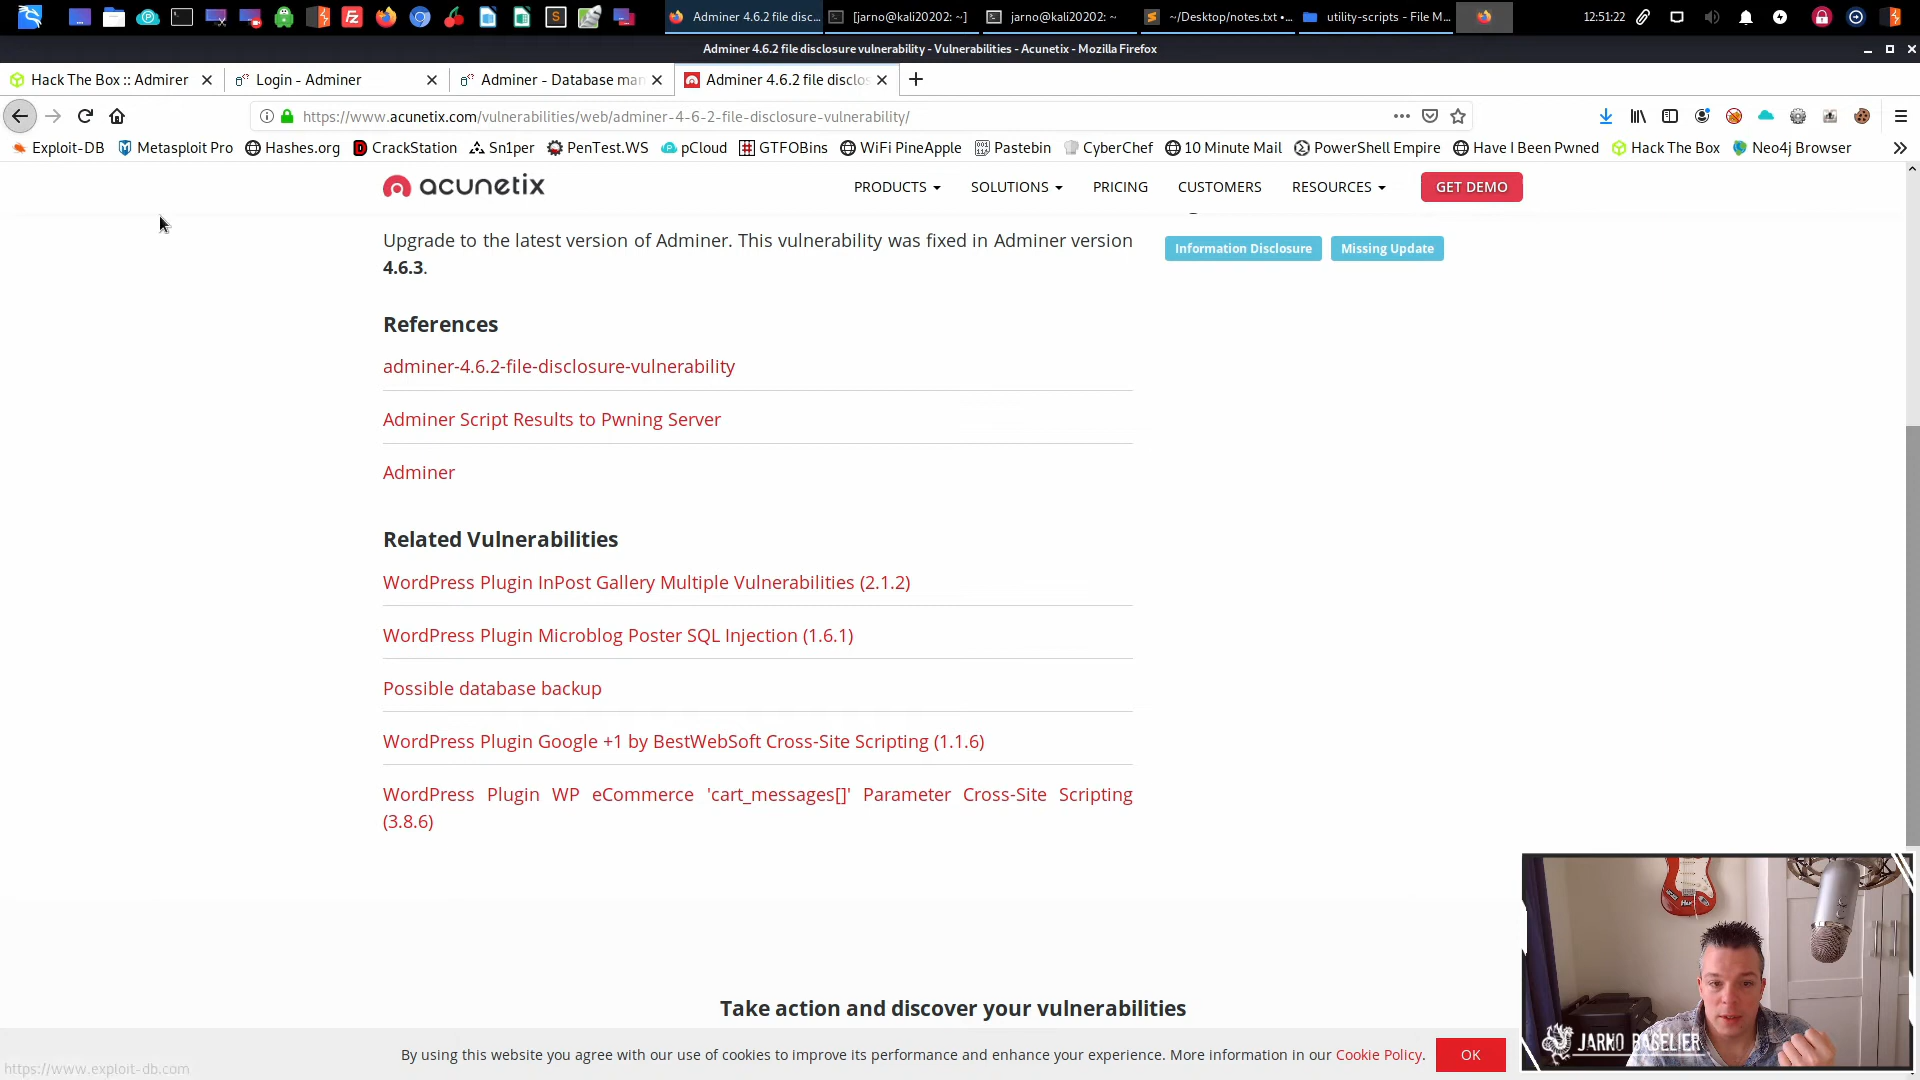 Adminer 4.6.2 file disc...
[jarno@kali20202: ~]
jarno@kali20202: ~
~/Desktop/notes.txt •...
utility-scripts - File M...
12:51:22
Adminer 4.6.2 file disclosure vulnerability - Vulnerabilities - Acunetix - Mozilla Firefox
Hack The Box :: Admirer
Login - Adminer
Adminer - Database man
Adminer 4.6.2 file disclos
https://www.acunetix.com/vulnerabilities/web/adminer-4-6-2-file-disclosure-vulnerability/
Exploit-DB
Metasploit Pro
Hashes.org
CrackStation
Sn1per
PenTest.WS
pCloud
GTFOBins
WiFi PineApple
Pastebin
CyberChef
10 Minute Mail
PowerShell Empire
Have I Been Pwned
Hack The Box
Neo4j Browser
acunetix
PRODUCTS
SOLUTIONS
PRICING
CUSTOMERS
RESOURCES
GET DEMO
Upgrade to the latest version of Adminer. This vulnerability was fixed in Adminer version
4.6.3.
Information Disclosure
Missing Update
References
adminer-4.6.2-file-disclosure-vulnerability
Adminer Script Results to Pwning Server
Adminer
Related Vulnerabilities
WordPress Plugin InPost Gallery Multiple Vulnerabilities (2.1.2)
WordPress Plugin Microblog Poster SQL Injection (1.6.1)
Possible database backup
WordPress Plugin Google +1 by BestWebSoft Cross-Site Scripting (1.1.6)
WordPress Plugin WP eCommerce 'cart_messages[]' Parameter Cross-Site Scripting
(3.8.6)
Take action and discover your vulnerabilities
By using this website you agree with our use of cookies to improve its performance and enhance your experience. More information in our Cookie Policy.
OK
https://www.exploit-db.com
JARNO BASELIER